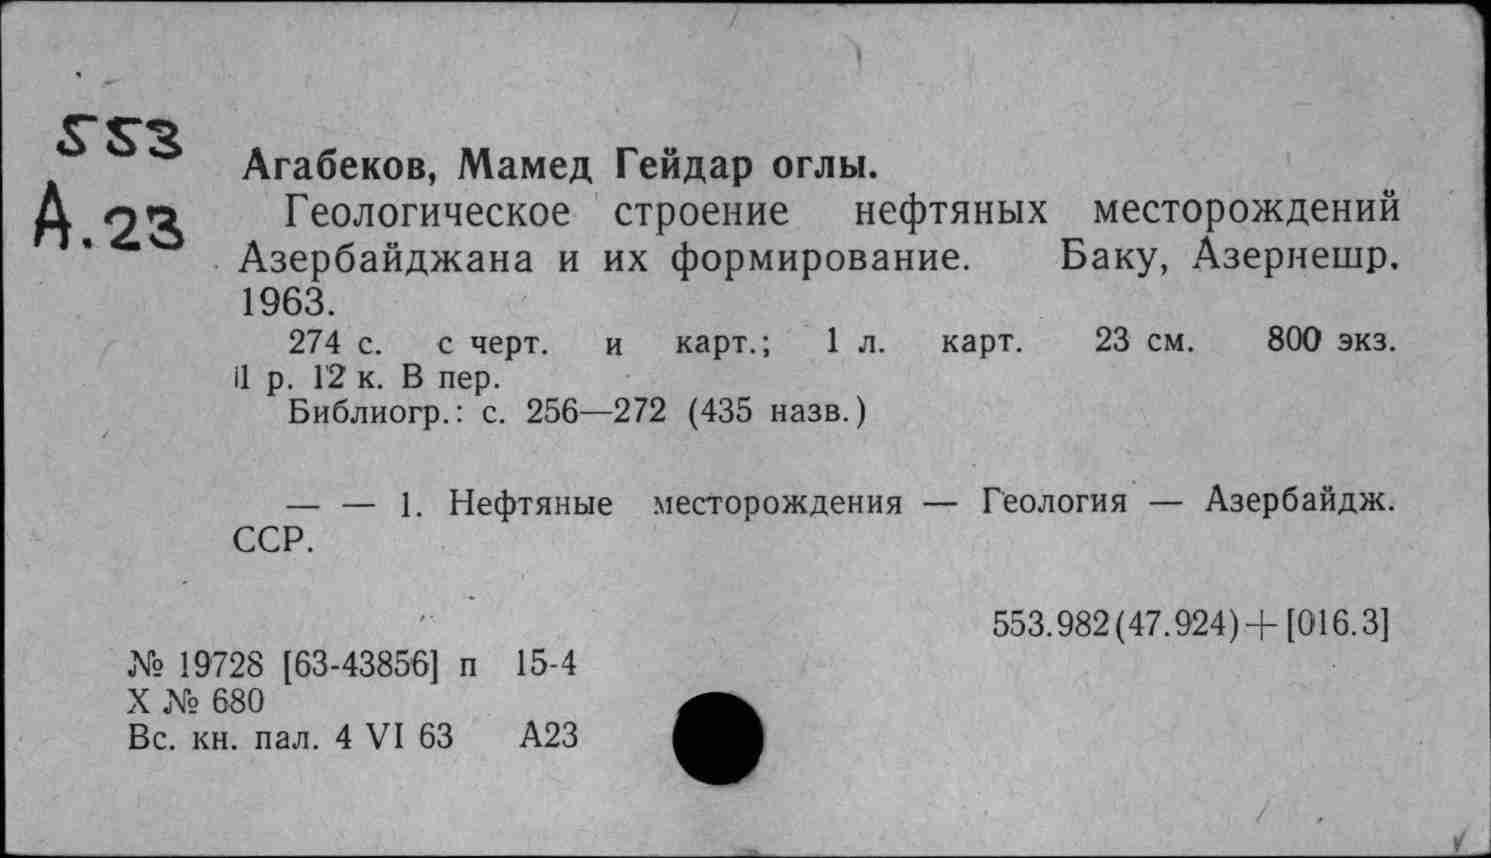 553
А.23
Агабеков, Мамед Гейдар оглы.
Геологическое строение нефтяных месторождений
Азербайджана и их формирование. Баку, Азернешр.
1963.
274 с. с черт. и карт.; 1 л. карт. 23 см. 800 экз.
1 р. 12 к. В пер.
Библиогр.: с. 256—272 (435 назв.)
— — 1. Нефтяные месторождения — Геология — Азербайдж.
ССР.
553.982(47.924)+[016.3]
№ 19728 [63-43856] п 15-4
Х № 680
Вс. кн. пал. 4 VI 63 А23